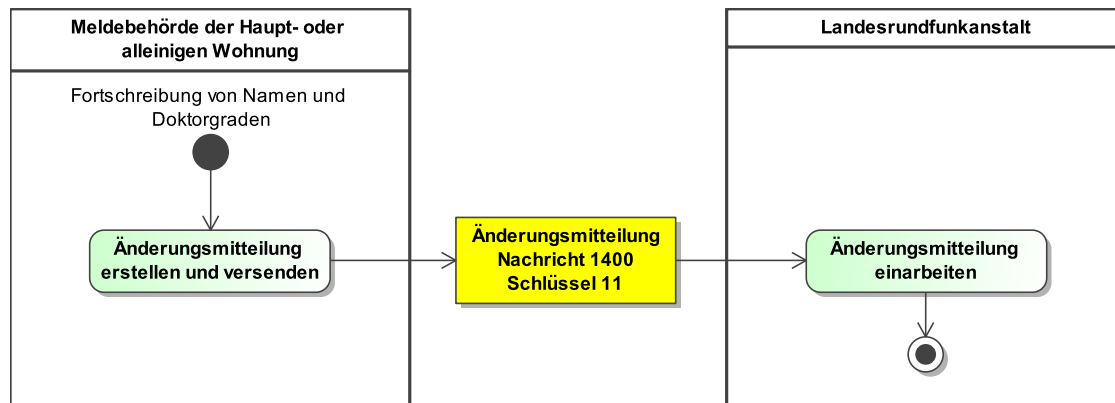 Meldebehörde der Haupt- oder
alleinigen Wohnung
Landesrundfunkanstalt
Fortschreibung von Namen und
Doktorgraden
Änderungsmitteilung
erstellen und versenden
Änderungsmitteilung
Nachricht 1400
Schlüssel 11
Änderungsmitteilung
einarbeiten